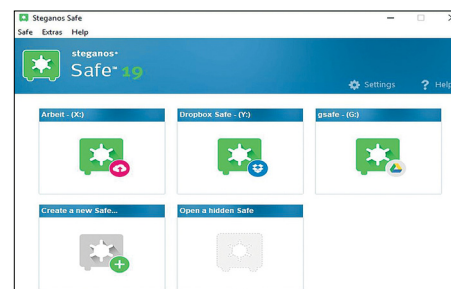 Steganos Safe
Safe Extras Help
steganos
Safe™ 19
Settings ? Help
Arbeit - (X:) Dropbox Safe - (Y:) gsafe - (G:)
Create a new Safe... Open a hidden Safe